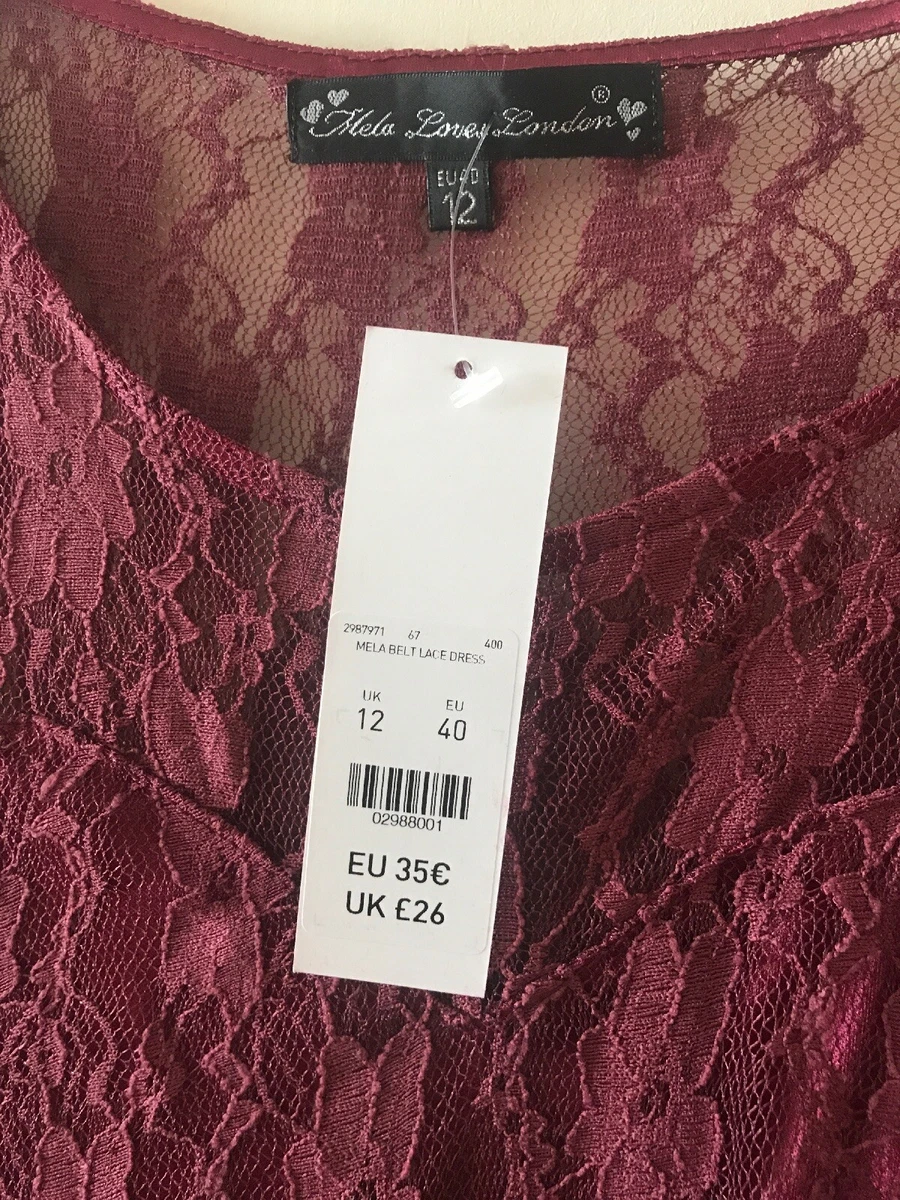 Mela Loves London ®
EU40
12
2987971 67 400
MELA BELT LACE DRESS
UK EU
12 40
02988001
EU 35€
UK £26